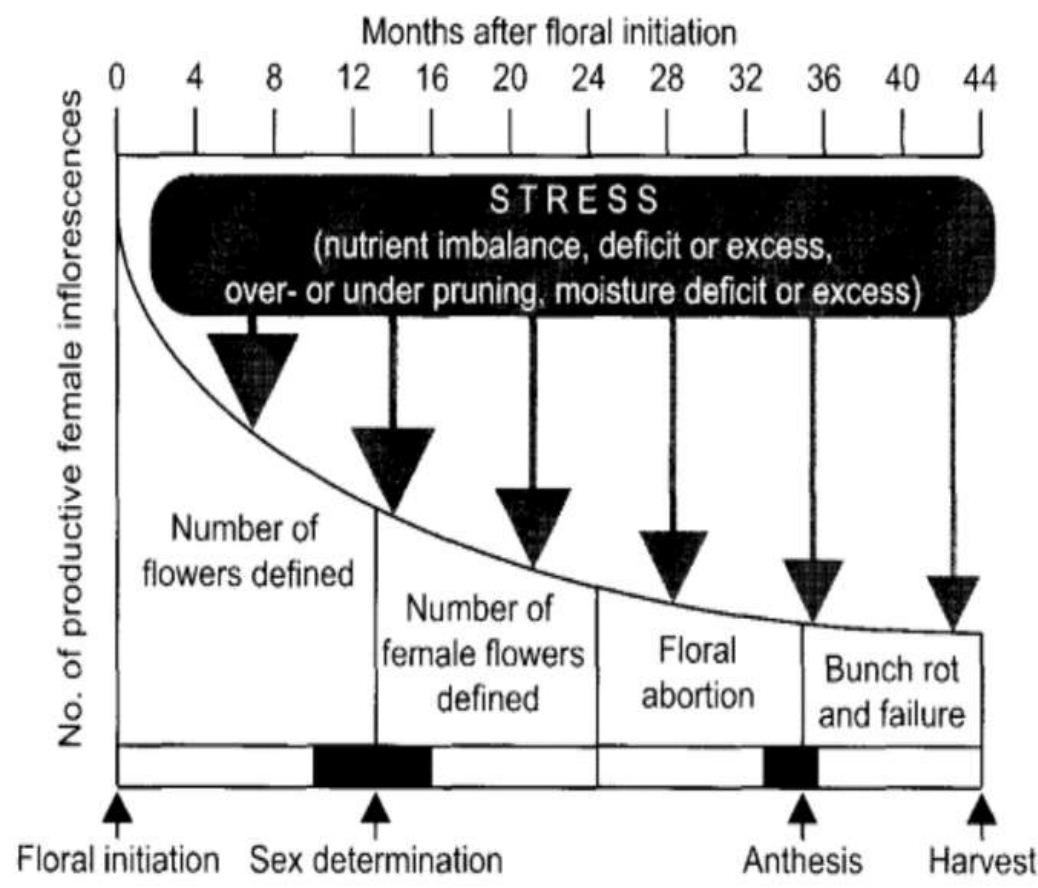 Months after floral initiation
0 4 8 12 16 20 24 28 32 36 40 44
No. of productive female inflorescences
STRESS
(nutrient imbalance, deficit or excess,
over- or under pruning, moisture deficit or excess)
Number of
flowers defined
Number of
female flowers
defined
Floral
abortion
Bunch rot
and failure
Floral initiation
Sex determination
Anthesis
Harvest